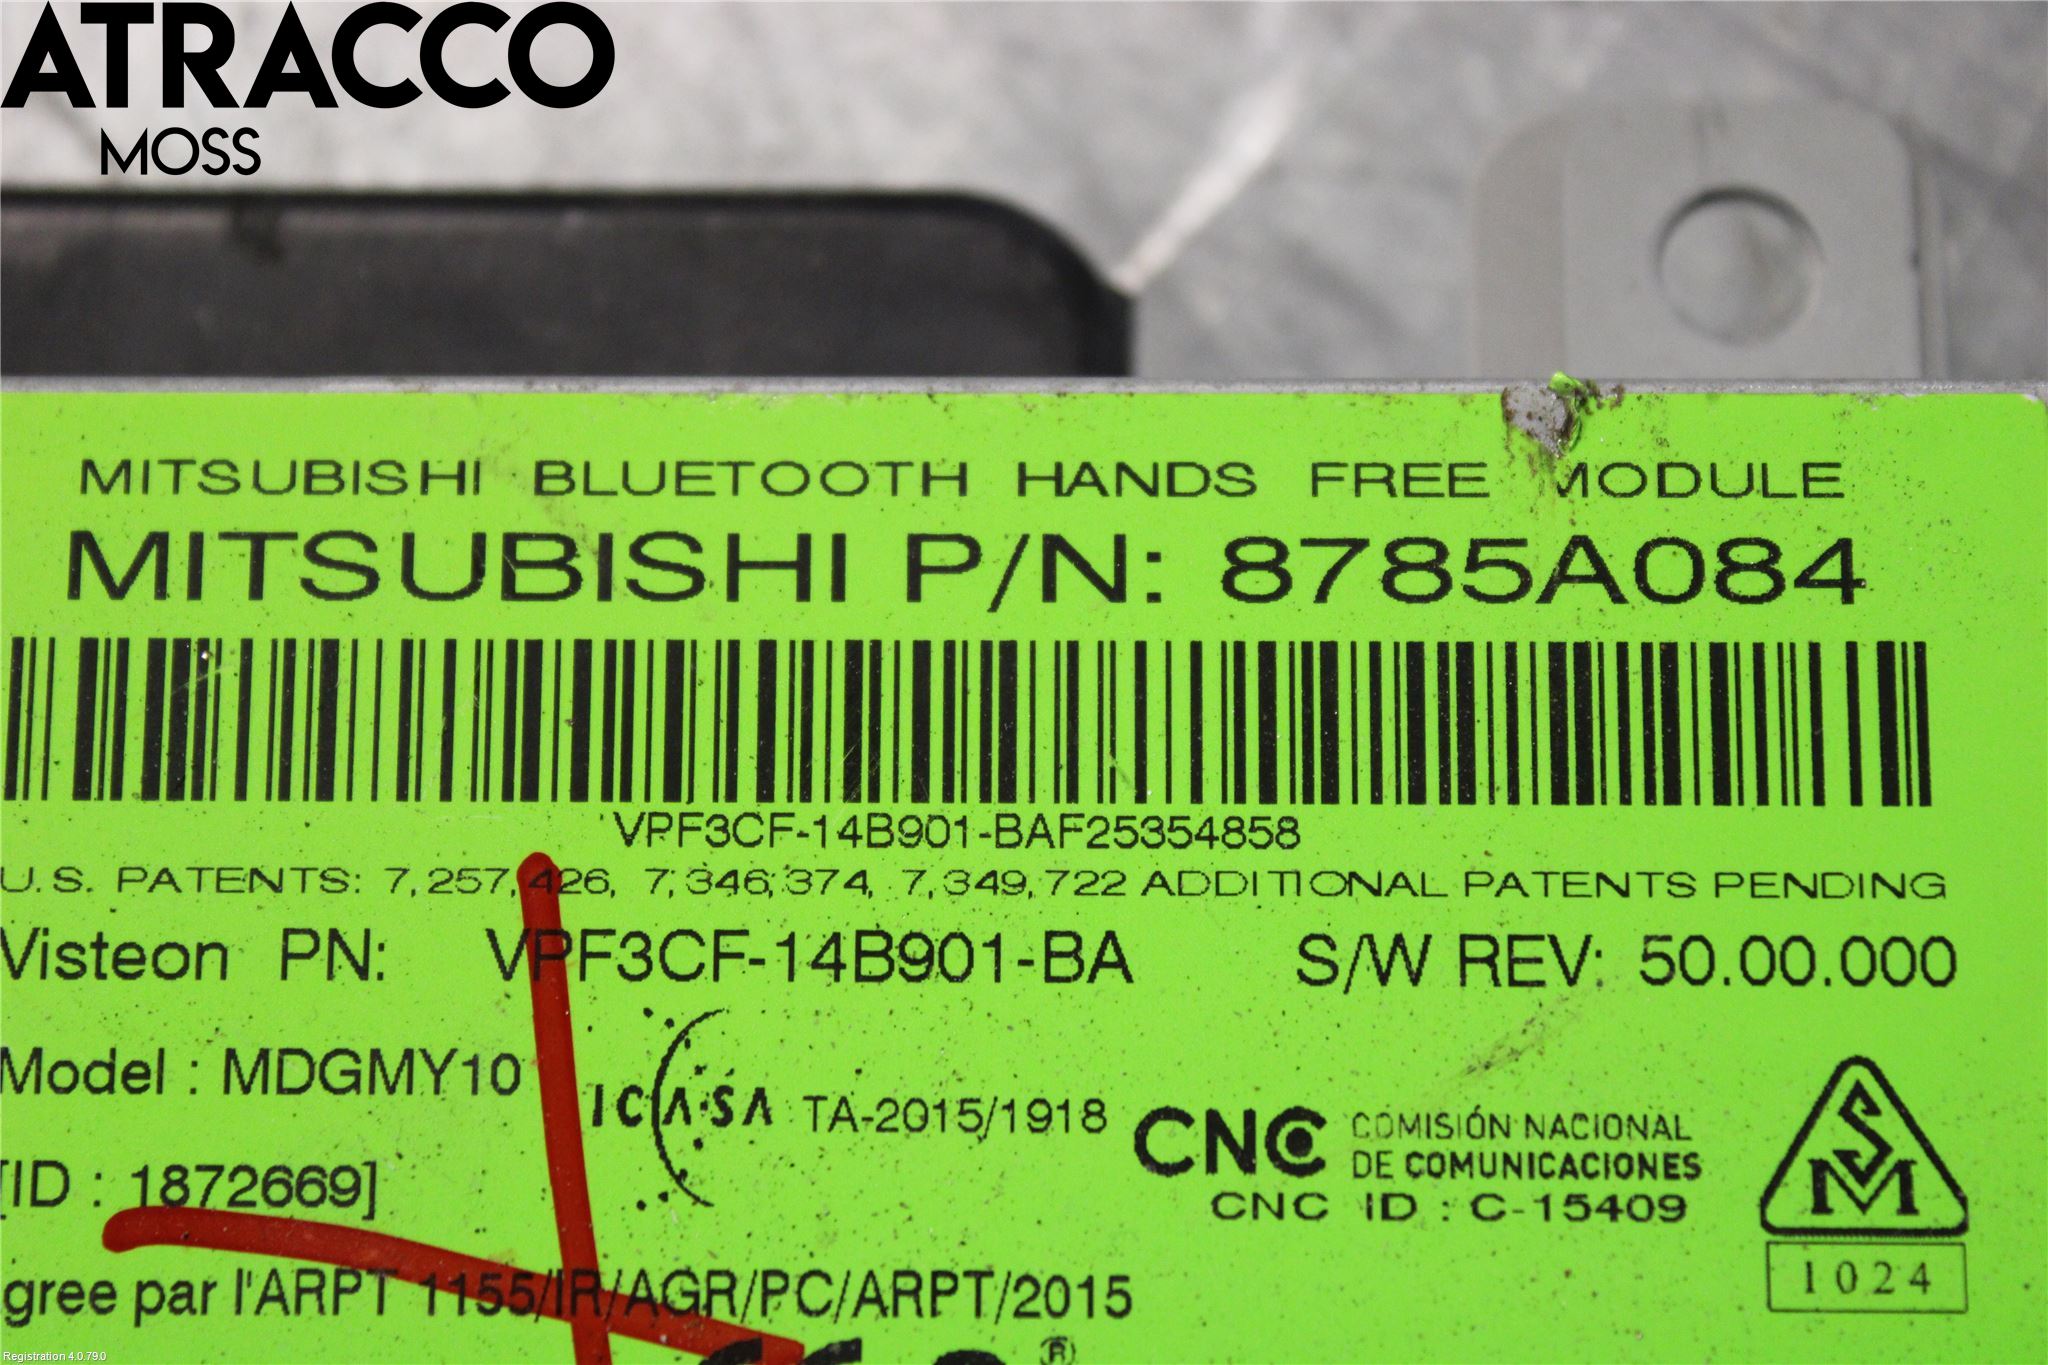 ATRACCO
MOSS
MITSUBISHI BLUETOOTH HANDS FREE MODULE
MITSUBISHI P/N: 8785A084
VPF3CF-14B901-BAF25354858
U.S. PATENTS: 7,257,426, 7,346,374, 7,349,722 ADDITIONAL PATENTS PENDING
Visteon PN: VPF3CF-14B901-BA S/W REV: 50.00.000
Model : MDGMY10
ICASA TA-2015/1918
CNC COMISIÓN NACIONAL
DE COMUNICACIONES
CNC ID : C-15409
[ID : 1872669]
SM
1024
gree par l'ARPT 1155/IR/AGR/PC/ARPT/2015
®
Registration 4.0.79.0